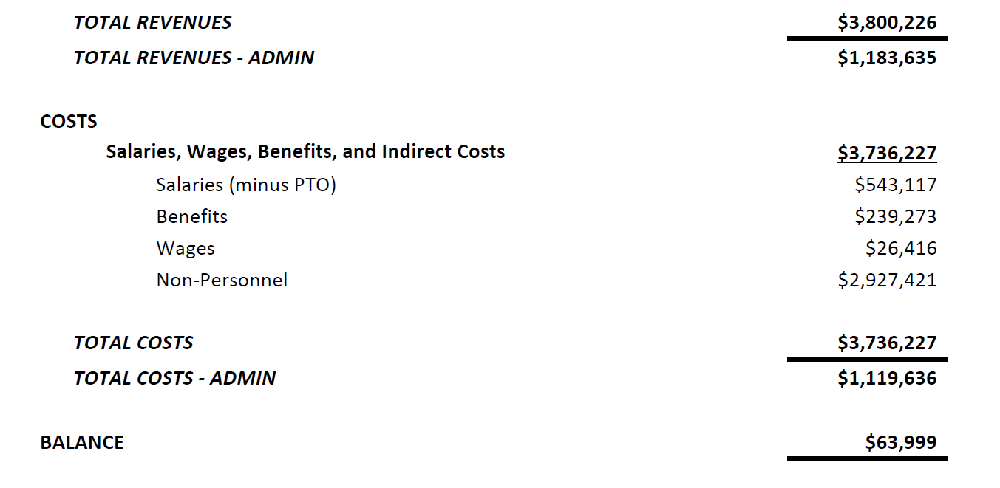 TOTAL REVENUES $3,800,226
TOTAL REVENUES - ADMIN $1,183,635
COSTS
Salaries, Wages, Benefits, and Indirect Costs $3,736,227
Salaries (minus PTO) $543,117
Benefits $239,273
Wages $26,416
Non-Personnel $2,927,421
TOTAL COSTS $3,736,227
TOTAL COSTS - ADMIN $1,119,636
BALANCE $63,999